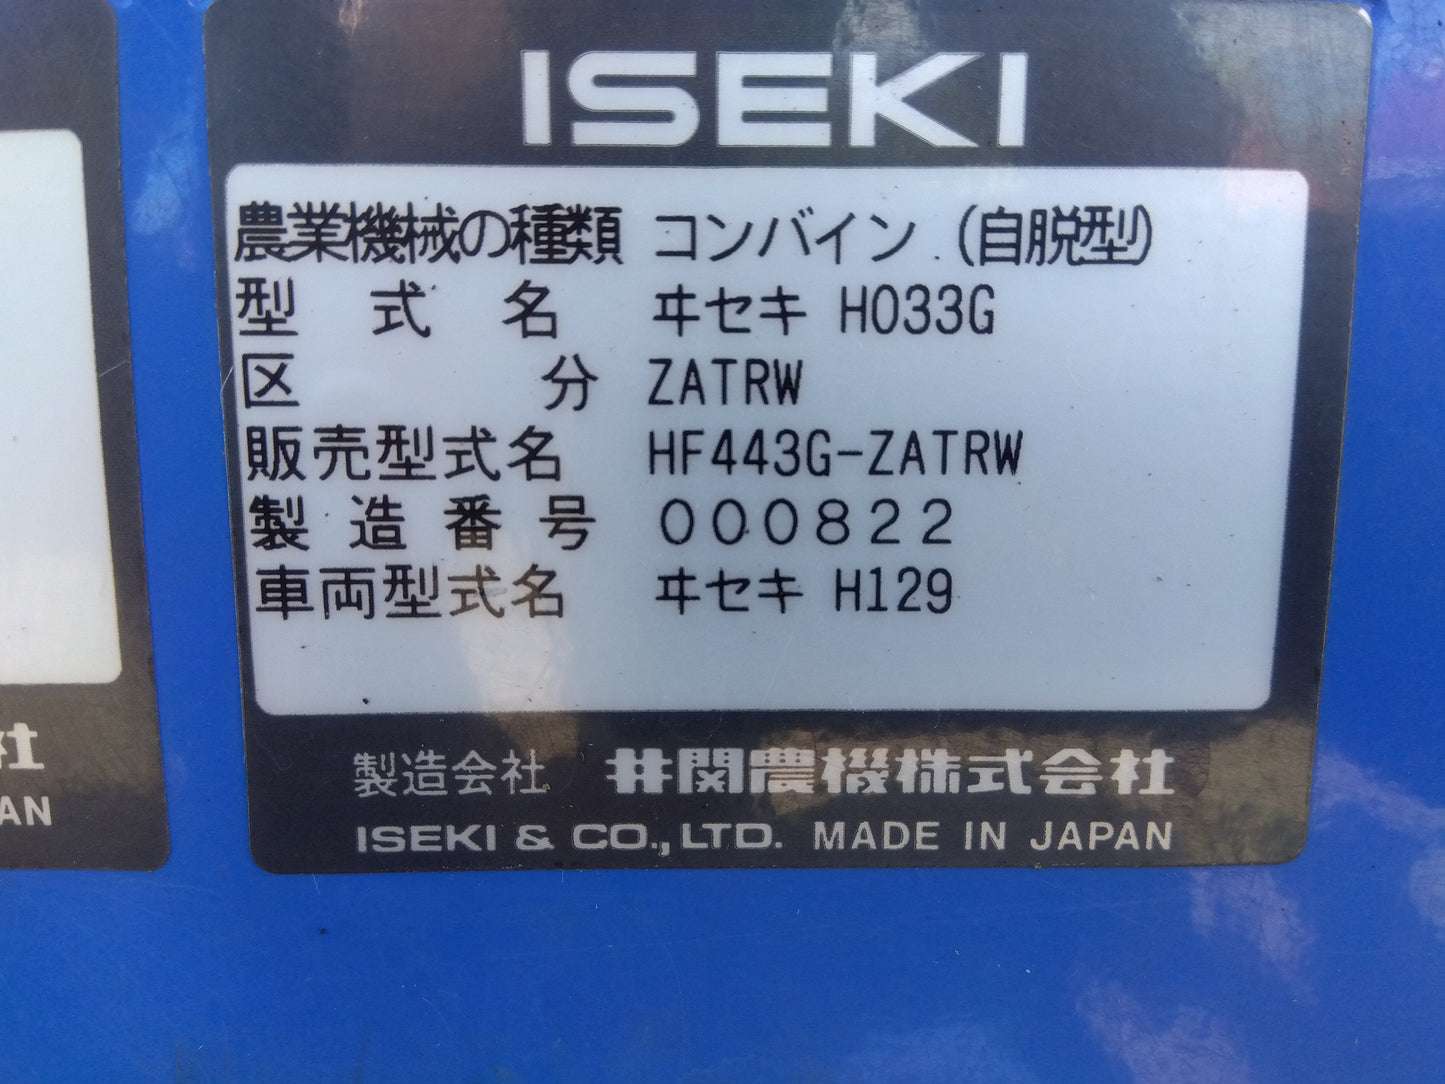 ISEKI
農業機械の種類 コンバイン (自脱型)
型式名 ヰセキ H033G
区分 ZATRW
販売型式名 HF443G-ZATRW
製造番号 000822
車両型式名 ヰセキ H129
製造会社 井関農機株式会社
ISEKI & CO., LTD. MADE IN JAPAN
社
PAN